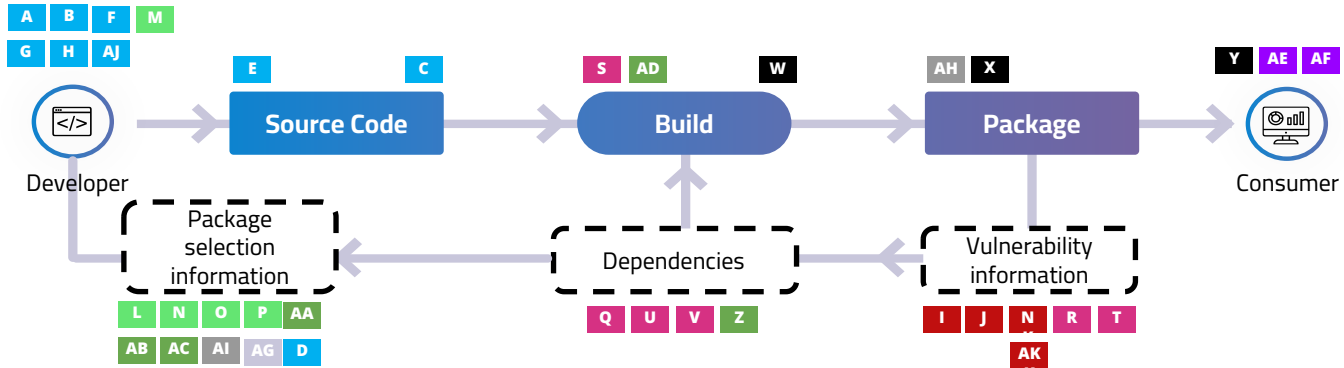 A B F M
G H AJ
E C
S AD W
AH X
Y AE AF
</>
Source Code
Build
Package
Developer
Consumer
Package
selection
information
Dependencies
Vulnerability
information
L N O P AA
AB AC AI AG D
Q U V Z
I J N R T
AK